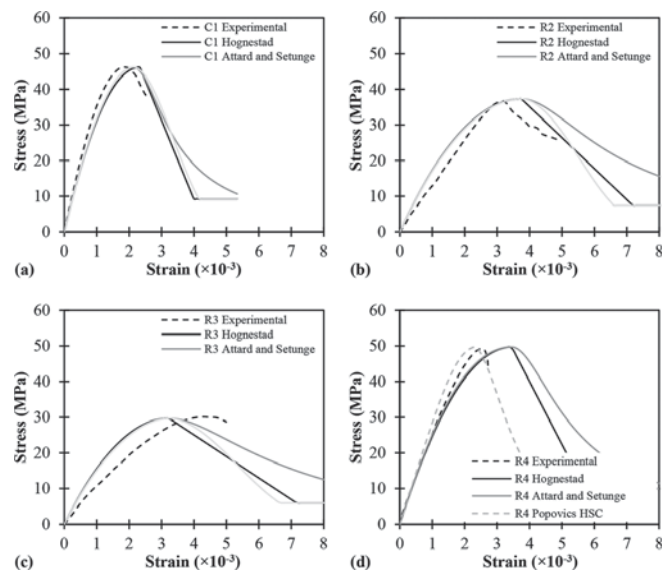 60
50
40
30
20
10
0
Stress (MPa)
C1 Experimental
C1 Hognestad
C1 Attard and Setunge
0 1 2 3 4 5 6 7 8
(a) Strain (×10⁻³)
60
50
40
30
20
10
0
Stress (MPa)
R2 Experimental
R2 Hognestad
R2 Attard and Setunge
0 1 2 3 4 5 6 7 8
(b) Strain (×10⁻³)
60
50
40
30
20
10
0
Stress (MPa)
R3 Experimental
R3 Hognestad
R3 Attard and Setunge
0 1 2 3 4 5 6 7 8
(c) Strain (×10⁻³)
60
50
40
30
20
10
0
Stress (MPa)
R4 Experimental
R4 Hognestad
R4 Attard and Setunge
R4 Popovics HSC
0 1 2 3 4 5 6 7 8
(d) Strain (×10⁻³)